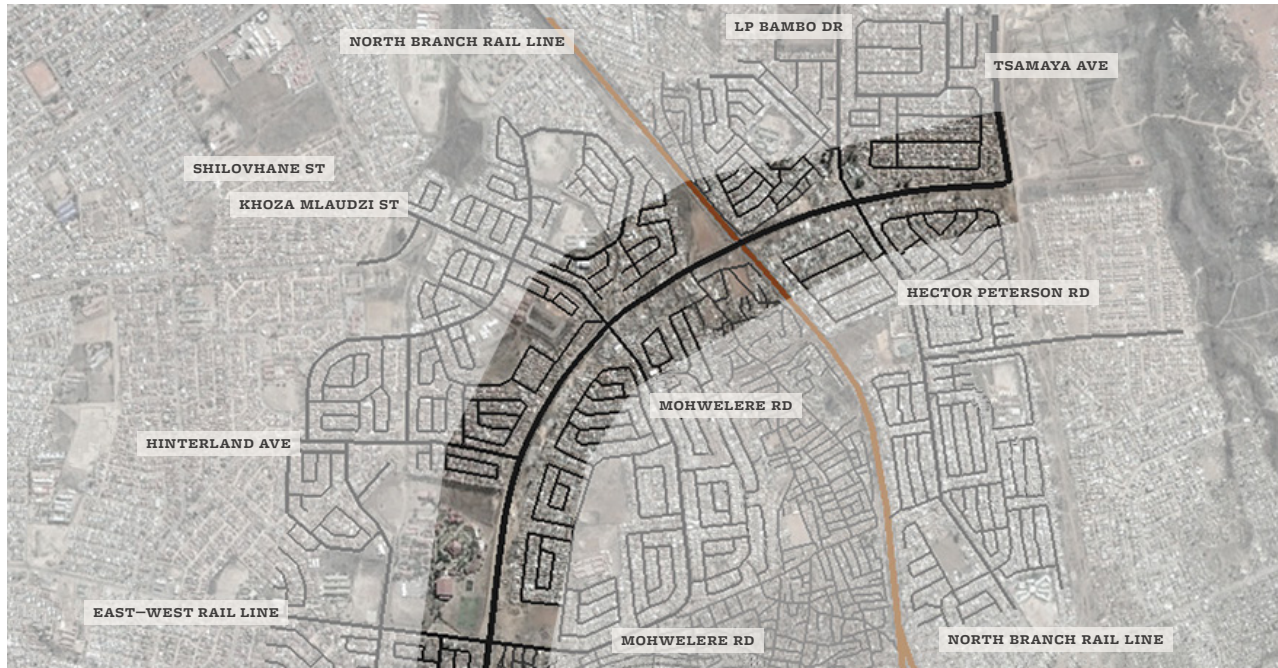 LP BAMBO DR
NORTH BRANCH RAIL LINE
TSAMAYA AVE
SHILOVHANE ST
KHOZA MLAUDZI ST
HECTOR PETERSON RD
MOHWELERE RD
HINTERLAND AVE
EAST–WEST RAIL LINE
MOHWELERE RD
NORTH BRANCH RAIL LINE